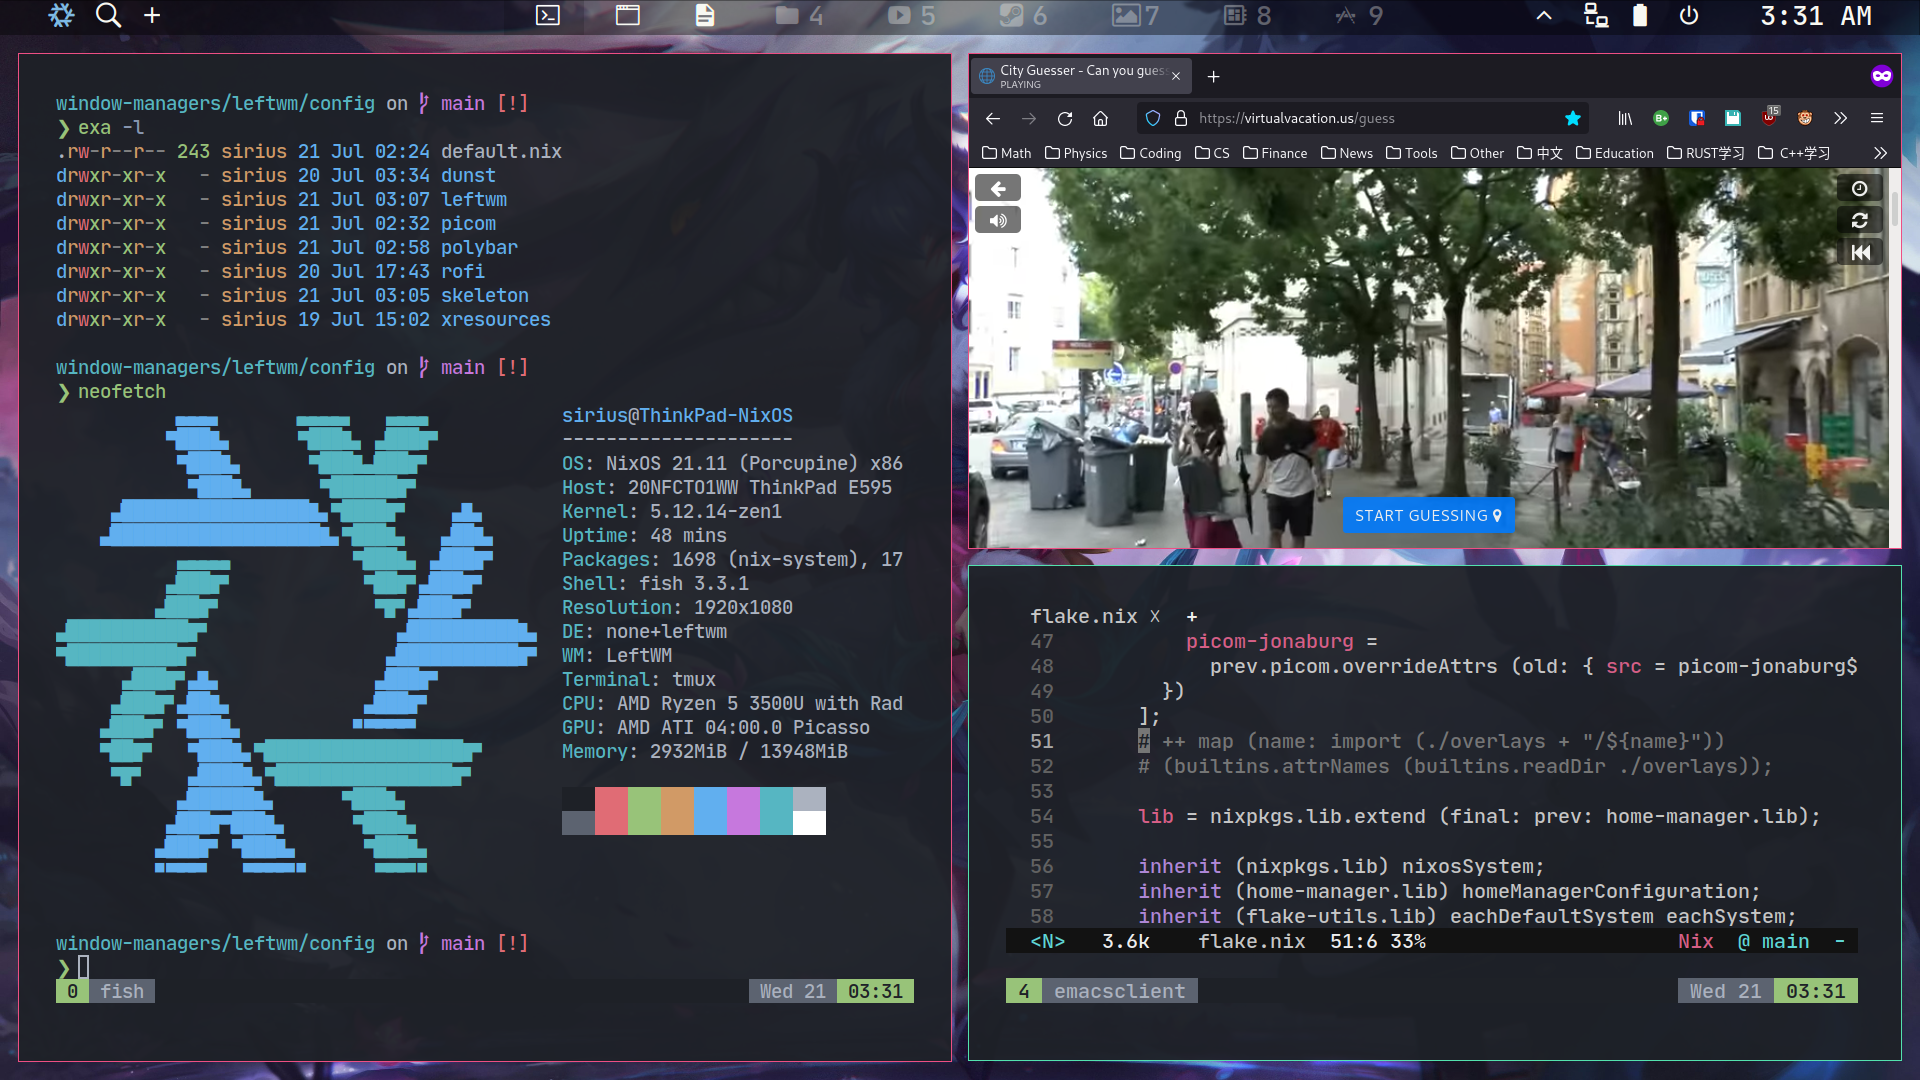 4
5
6
7
8
9
3:31 AM
window-managers/leftwm/config on main [!]
❯ exa -l
.rw-r--r-- 243 sirius 21 Jul 02:24 default.nix
drwxr-xr-x - sirius 20 Jul 03:34 dunst
drwxr-xr-x - sirius 21 Jul 03:07 leftwm
drwxr-xr-x - sirius 21 Jul 02:32 picom
drwxr-xr-x - sirius 21 Jul 02:58 polybar
drwxr-xr-x - sirius 20 Jul 17:43 rofi
drwxr-xr-x - sirius 21 Jul 03:05 skeleton
drwxr-xr-x - sirius 19 Jul 15:02 xresources
window-managers/leftwm/config on main [!]
❯ neofetch
sirius@ThinkPad-NixOS
---------------------
OS: NixOS 21.11 (Porcupine) x86
Host: 20NFCTO1WW ThinkPad E595
Kernel: 5.12.14-zen1
Uptime: 48 mins
Packages: 1698 (nix-system), 17
Shell: fish 3.3.1
Resolution: 1920x1080
DE: none+leftwm
WM: LeftWM
Terminal: tmux
CPU: AMD Ryzen 5 3500U with Rad
GPU: AMD ATI 04:00.0 Picasso
Memory: 2932MiB / 13948MiB
window-managers/leftwm/config on main [!]
❯
0 fish Wed 21 03:31
City Guesser - Can you gues
PLAYING
https://virtualvacation.us/guess
15
Math Physics Coding CS Finance News Tools Other 中文 Education RUST学习 C++学习
START GUESSING
flake.nix X +
47 picom-jonaburg =
48 prev.picom.overrideAttrs (old: { src = picom-jonaburg$
49 })
50 ];
51 # ++ map (name: import (./overlays + "/${name}"))
52 # (builtins.attrNames (builtins.readDir ./overlays));
53
54 lib = nixpkgs.lib.extend (final: prev: home-manager.lib);
55
56 inherit (nixpkgs.lib) nixosSystem;
57 inherit (home-manager.lib) homeManagerConfiguration;
58 inherit (flake-utils.lib) eachDefaultSystem eachSystem;
<N> 3.6k flake.nix 51:6 33% Nix @ main -
4 emacsclient Wed 21 03:31